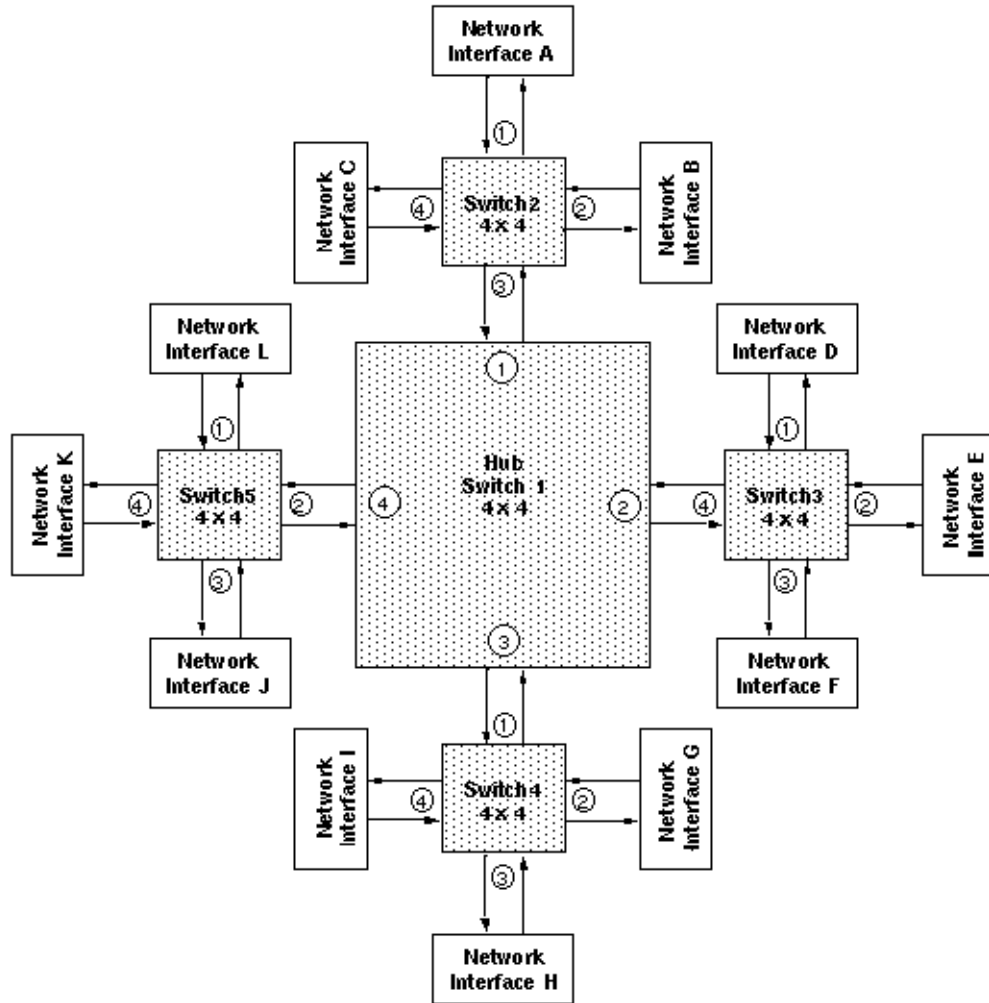 Network
Interface A
①
Network
Interface C
④
Switch2
4 x 4
②
Network
Interface B
③
Network
Interface L
Network
Interface D
①
①
①
Network
Interface K
④
Switch5
4 x 4
②
④
Hub
Switch 1
4 x 4
②
④
Switch3
4 x 4
②
Network
Interface E
③
③
③
Network
Interface J
Network
Interface F
①
Network
Interface I
④
Switch4
4 x 4
②
Network
Interface G
③
Network
Interface H